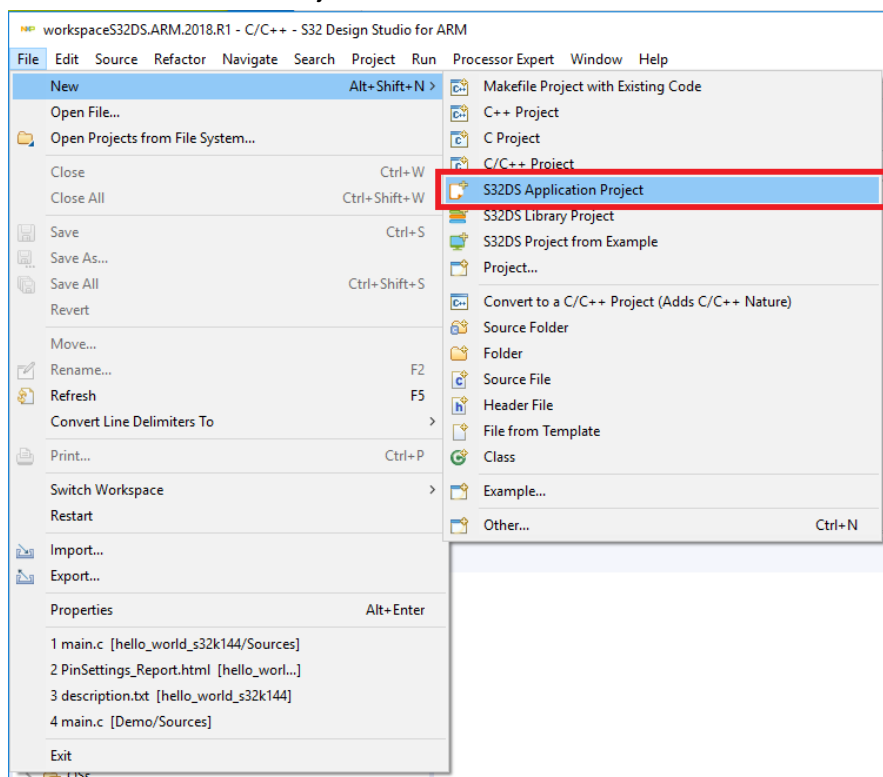 workspaceS32DS.ARM.2018.R1 - C/C++ - S32 Design Studio for ARM
File Edit Source Refactor Navigate Search Project Run Processor Expert Window Help
New Alt+Shift+N >
Open File...
Open Projects from File System...
Close Ctrl+W
Close All Ctrl+Shift+W
Save Ctrl+S
Save As...
Save All Ctrl+Shift+S
Revert
Move...
Rename... F2
Refresh F5
Convert Line Delimiters To >
Print... Ctrl+P
Switch Workspace >
Restart
Import...
Export...
Properties Alt+Enter
1 main.c [hello_world_s32k144/Sources]
2 PinSettings_Report.html [hello_worl...]
3 description.txt [hello_world_s32k144]
4 main.c [Demo/Sources]
Exit
Makefile Project with Existing Code
C++ Project
C Project
C/C++ Project
S32DS Application Project
S32DS Library Project
S32DS Project from Example
Project...
Convert to a C/C++ Project (Adds C/C++ Nature)
Source Folder
Folder
Source File
Header File
File from Template
Class
Example...
Other... Ctrl+N